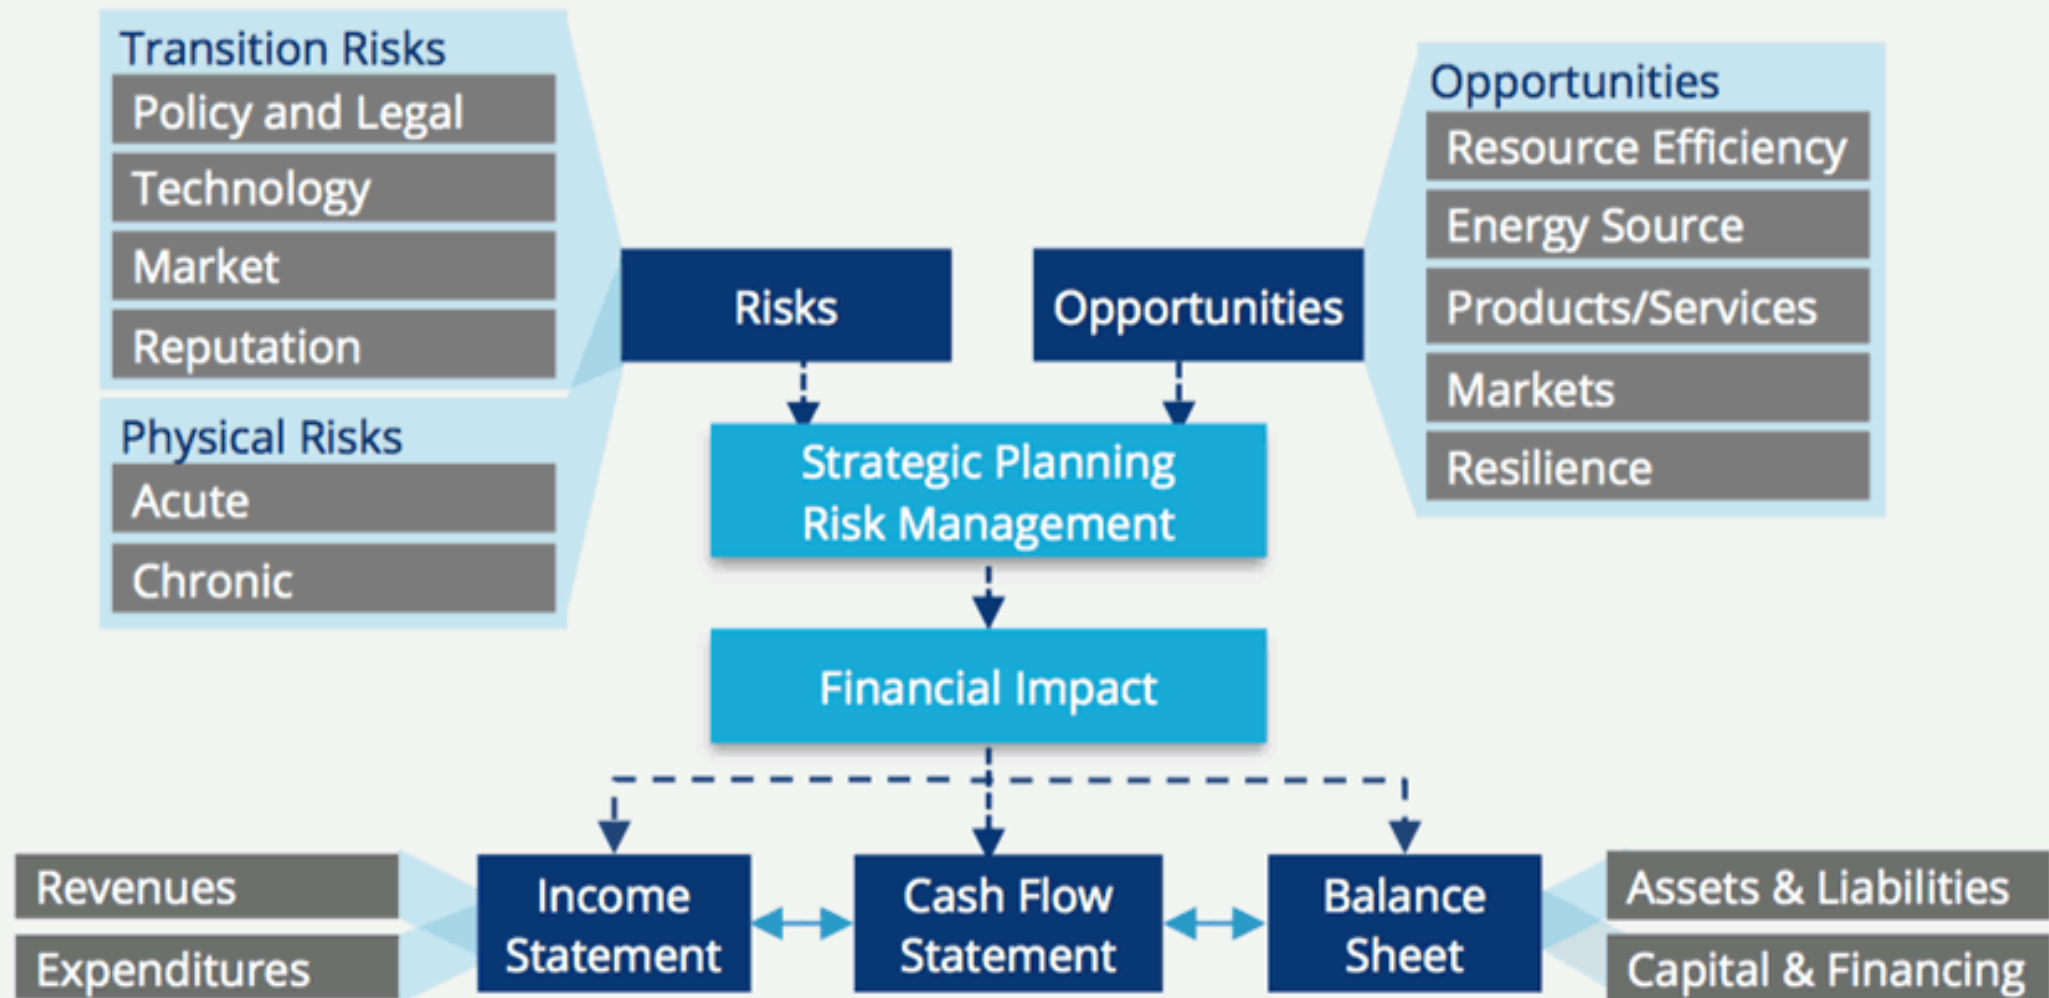 Transition Risks
Policy and Legal
Technology
Market
Reputation
Physical Risks
Acute
Chronic
Risks
Opportunities
Opportunities
Resource Efficiency
Energy Source
Products/Services
Markets
Resilience
Strategic Planning
Risk Management
Financial Impact
Revenues
Expenditures
Income
Statement
Cash Flow
Statement
Balance
Sheet
Assets & Liabilities
Capital & Financing